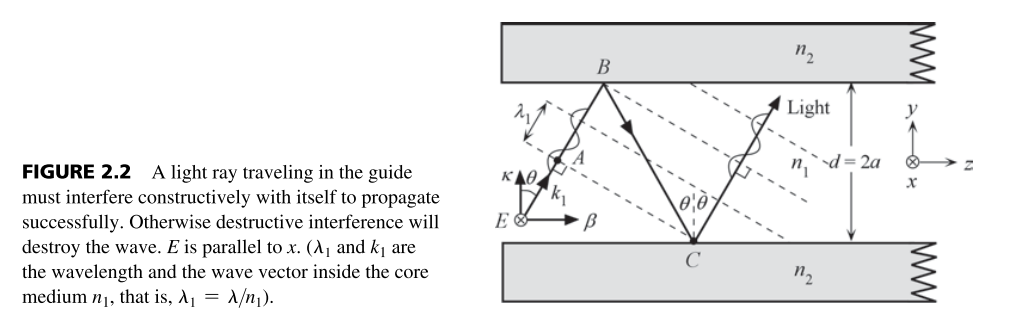 FIGURE 2.2 A light ray traveling in the guide
must interfere constructively with itself to propagate
successfully. Otherwise destructive interference will
destroy the wave. E is parallel to x. (λ₁ and k₁ are
the wavelength and the wave vector inside the core
medium n₁, that is, λ₁ = λ/n₁).
n₂
B
λ₁
Light
y
A
n₁
d = 2a
z
κ
θ
k₁
x
θ
θ
E
β
C
n₂